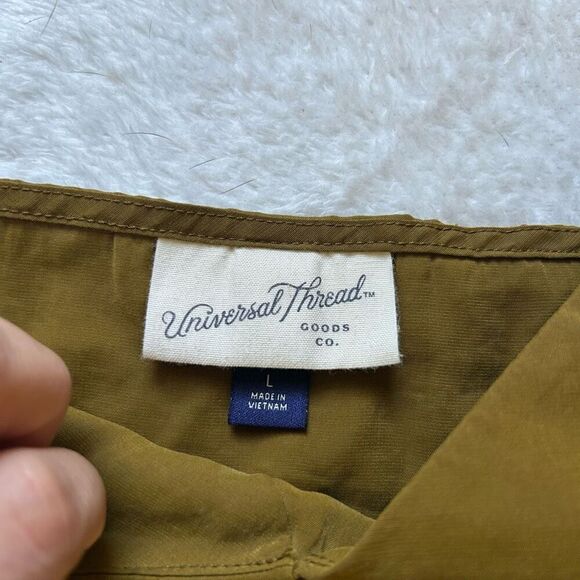 Universal Thread™
GOODS
CO.
L
MADE IN
VIETNAM